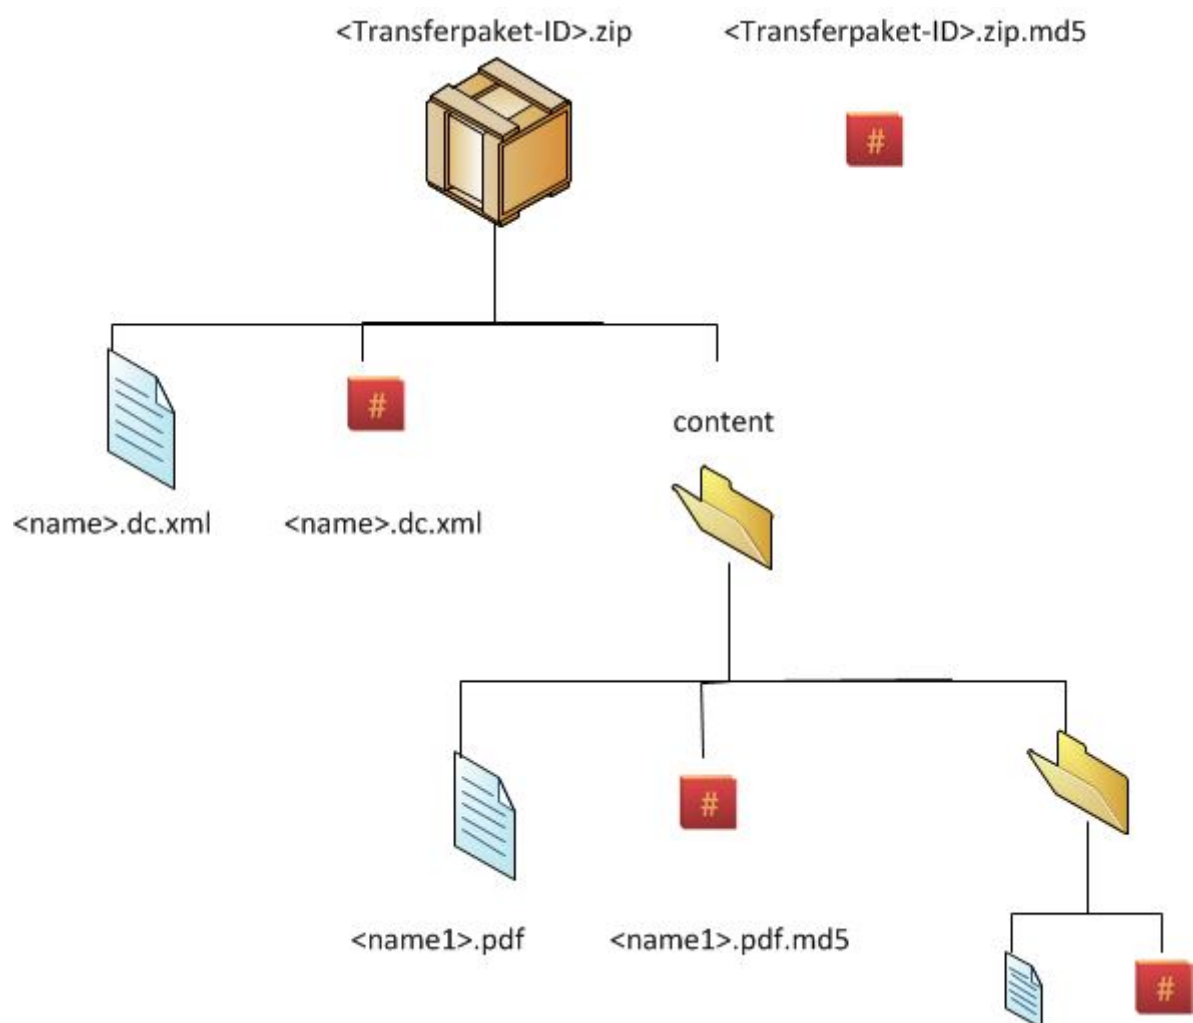 <Transferpaket-ID>.zip
<Transferpaket-ID>.zip.md5
#
#
content
<name>.dc.xml
<name>.dc.xml
#
<name1>.pdf
<name1>.pdf.md5
#